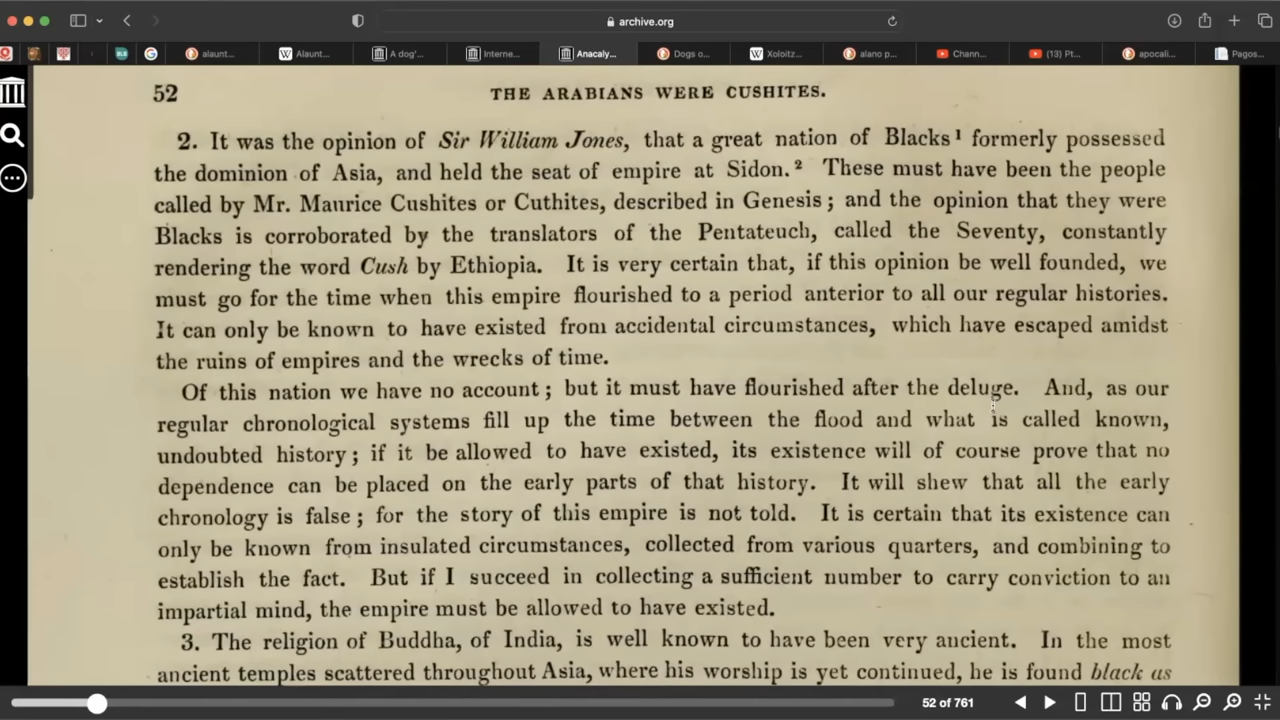 archive.org
alaunt...
W Alaunt...
A dog'...
Interne...
Anacaly...
Dogs o...
W Xoloitz...
alano p...
Chann...
(13) Pt...
apocali...
Pagos...
52
THE ARABIANS WERE CUSHITES.
2. It was the opinion of Sir William Jones, that a great nation of Blacks¹ formerly possessed
the dominion of Asia, and held the seat of empire at Sidon.² These must have been the people
called by Mr. Maurice Cushites or Cuthites, described in Genesis; and the opinion that they were
Blacks is corroborated by the translators of the Pentateuch, called the Seventy, constantly
rendering the word Cush by Ethiopia. It is very certain that, if this opinion be well founded, we
must go for the time when this empire flourished to a period anterior to all our regular histories.
It can only be known to have existed from accidental circumstances, which have escaped amidst
the ruins of empires and the wrecks of time.
Of this nation we have no account; but it must have flourished after the deluge. And, as our
regular chronological systems fill up the time between the flood and what is called known,
undoubted history; if it be allowed to have existed, its existence will of course prove that no
dependence can be placed on the early parts of that history. It will shew that all the early
chronology is false; for the story of this empire is not told. It is certain that its existence can
only be known from insulated circumstances, collected from various quarters, and combining to
establish the fact. But if I succeed in collecting a sufficient number to carry conviction to an
impartial mind, the empire must be allowed to have existed.
3. The religion of Buddha, of India, is well known to have been very ancient. In the most
ancient temples scattered throughout Asia, where his worship is yet continued, he is found black as
52 of 761